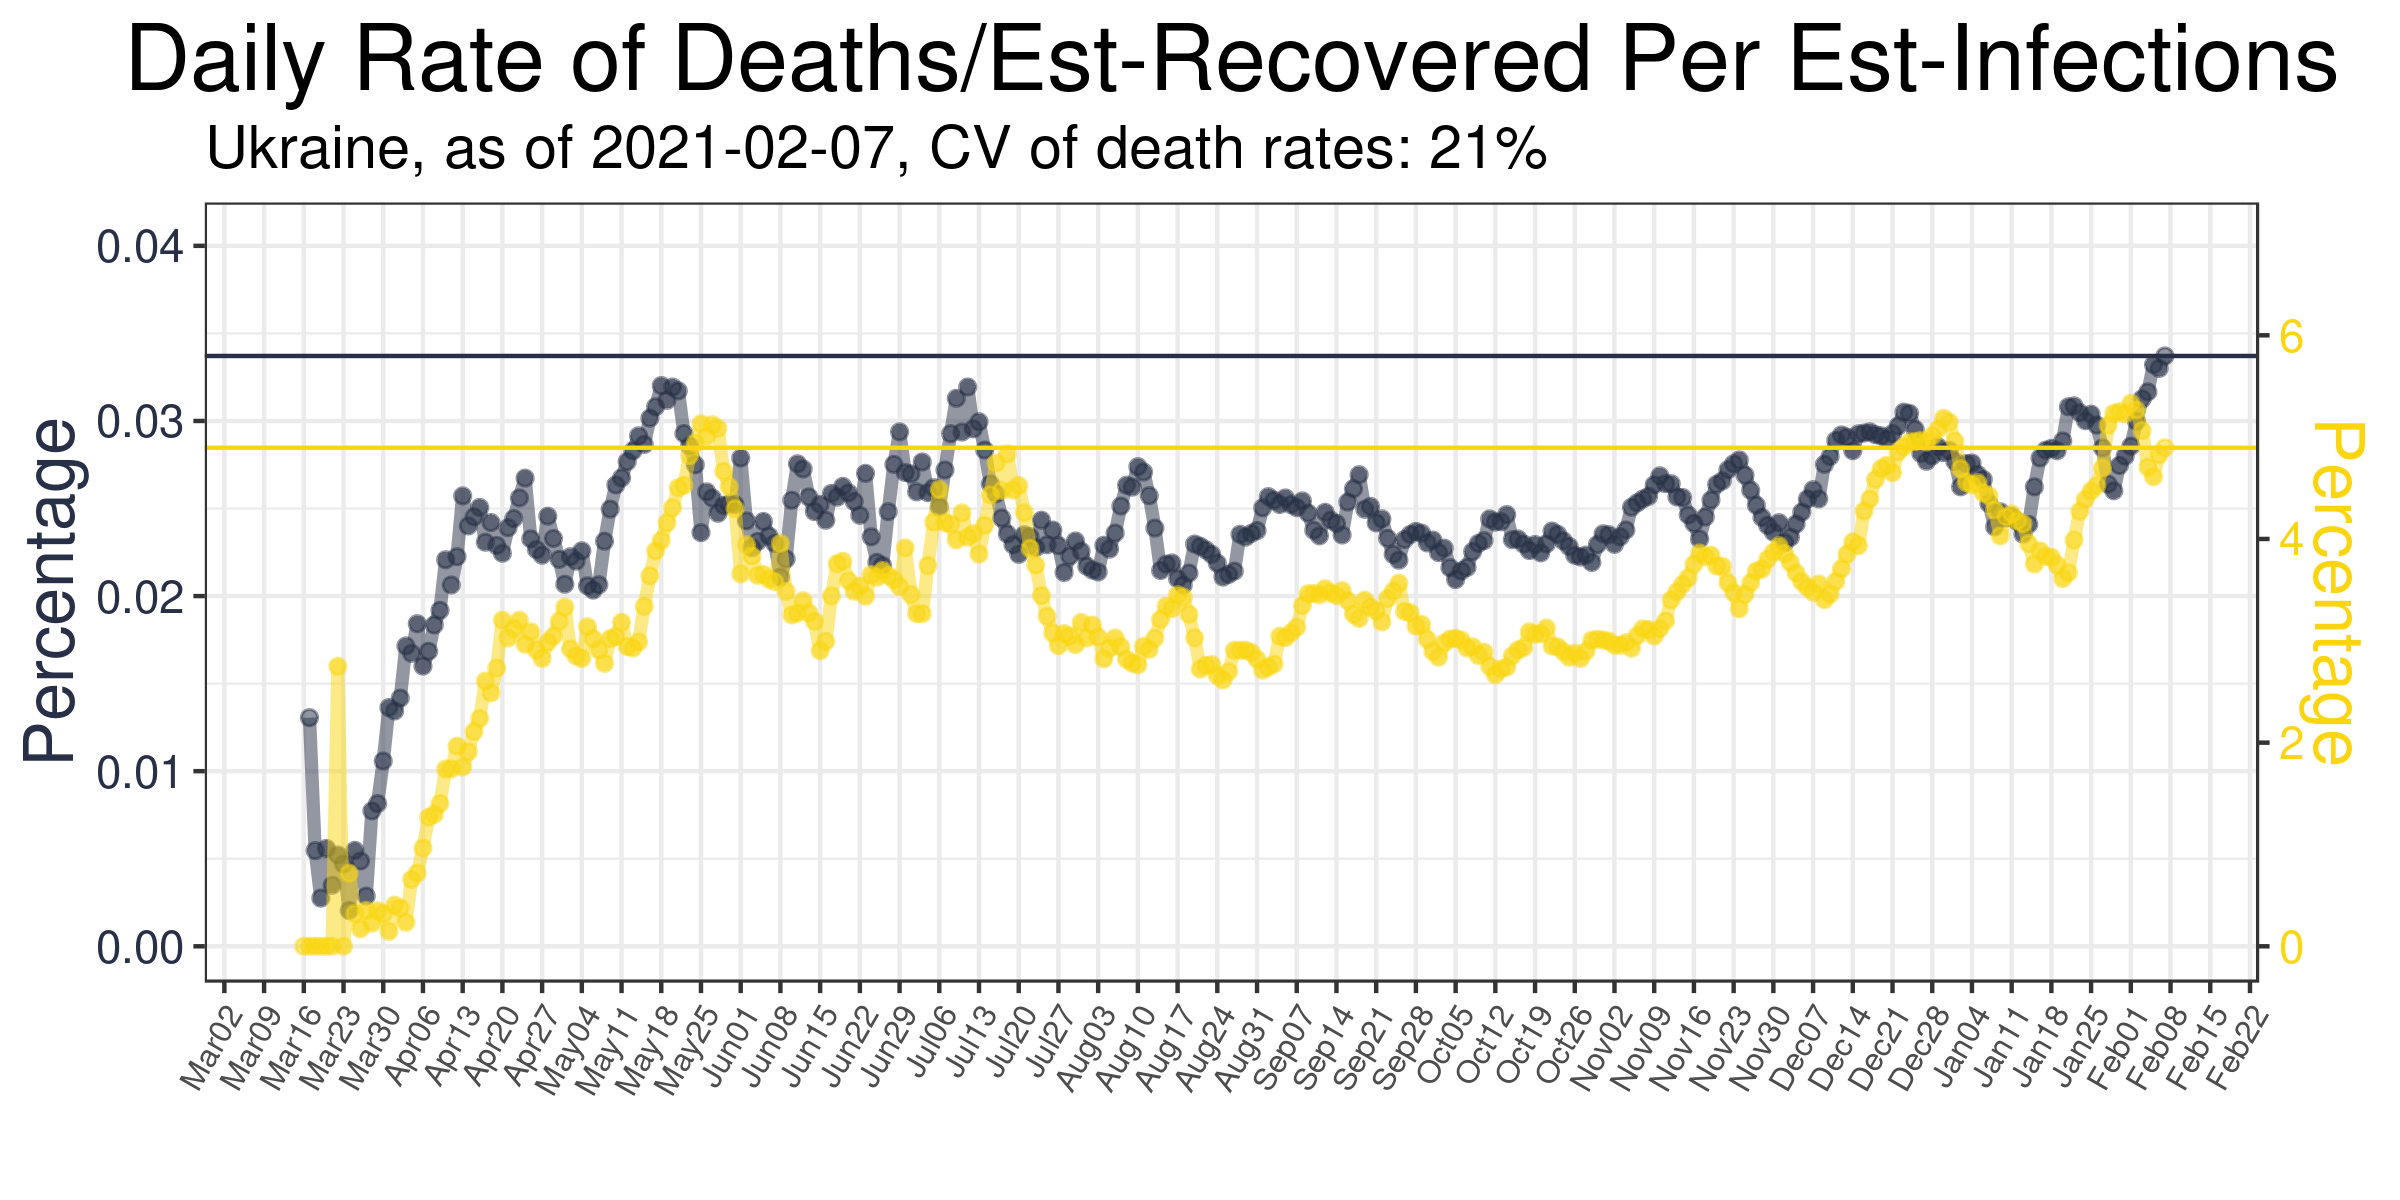 Daily Rate of Deaths/Est-Recovered Per Est-Infections
Ukraine, as of 2021-02-07, CV of death rates: 21%
Percentage
0.04
0.03
0.02
0.01
0.00
6
4
2
0
Percentage
Mar02 Mar09 Mar16 Mar23 Mar30 Apr06 Apr13 Apr20 Apr27 May04 May11 May18 May25 Jun01 Jun08 Jun15 Jun22 Jun29 Jul06 Jul13 Jul20 Jul27 Aug03 Aug10 Aug17 Aug24 Aug31 Sep07 Sep14 Sep21 Sep28 Oct05 Oct12 Oct19 Oct26 Nov02 Nov09 Nov16 Nov23 Nov30 Dec07 Dec14 Dec21 Dec28 Jan04 Jan11 Jan18 Jan25 Feb01 Feb08 Feb15 Feb22